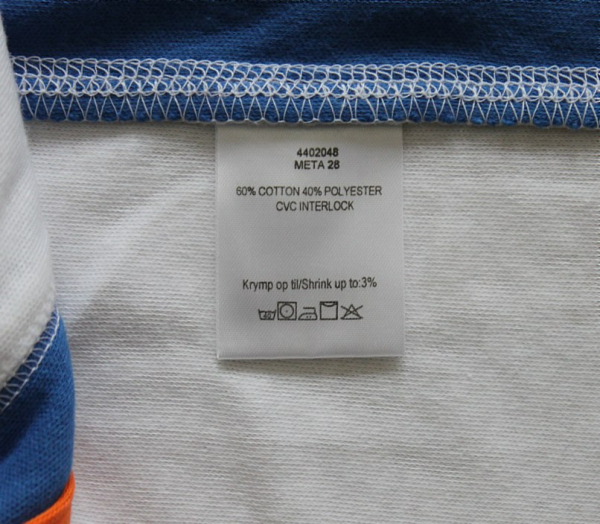 4402048
META 28
60% COTTON 40% POLYESTER
CVC INTERLOCK
Krymp op til/Shrink up to:3%